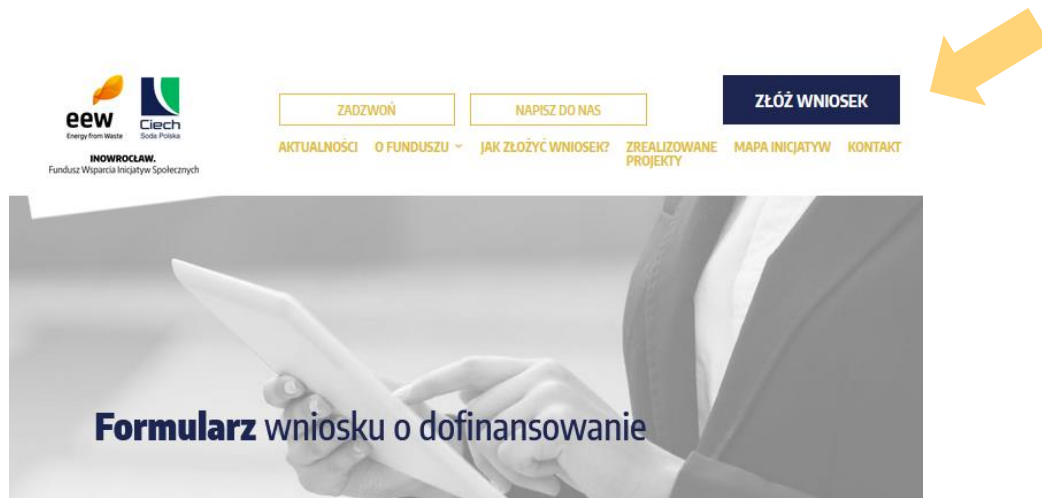 eew
Energy from Waste
Ciech
Soda Polska
INOWROCŁAW.
Fundusz Wsparcia Inicjatyw Społecznych
ZADZWOŃ
NAPISZ DO NAS
ZŁÓŻ WNIOSEK
AKTUALNOŚCI O FUNDUSZU JAK ZŁOŻYĆ WNIOSEK? ZREALIZOWANE PROJEKTY MAPA INICJATYW KONTAKT
Formularz wniosku o dofinansowanie